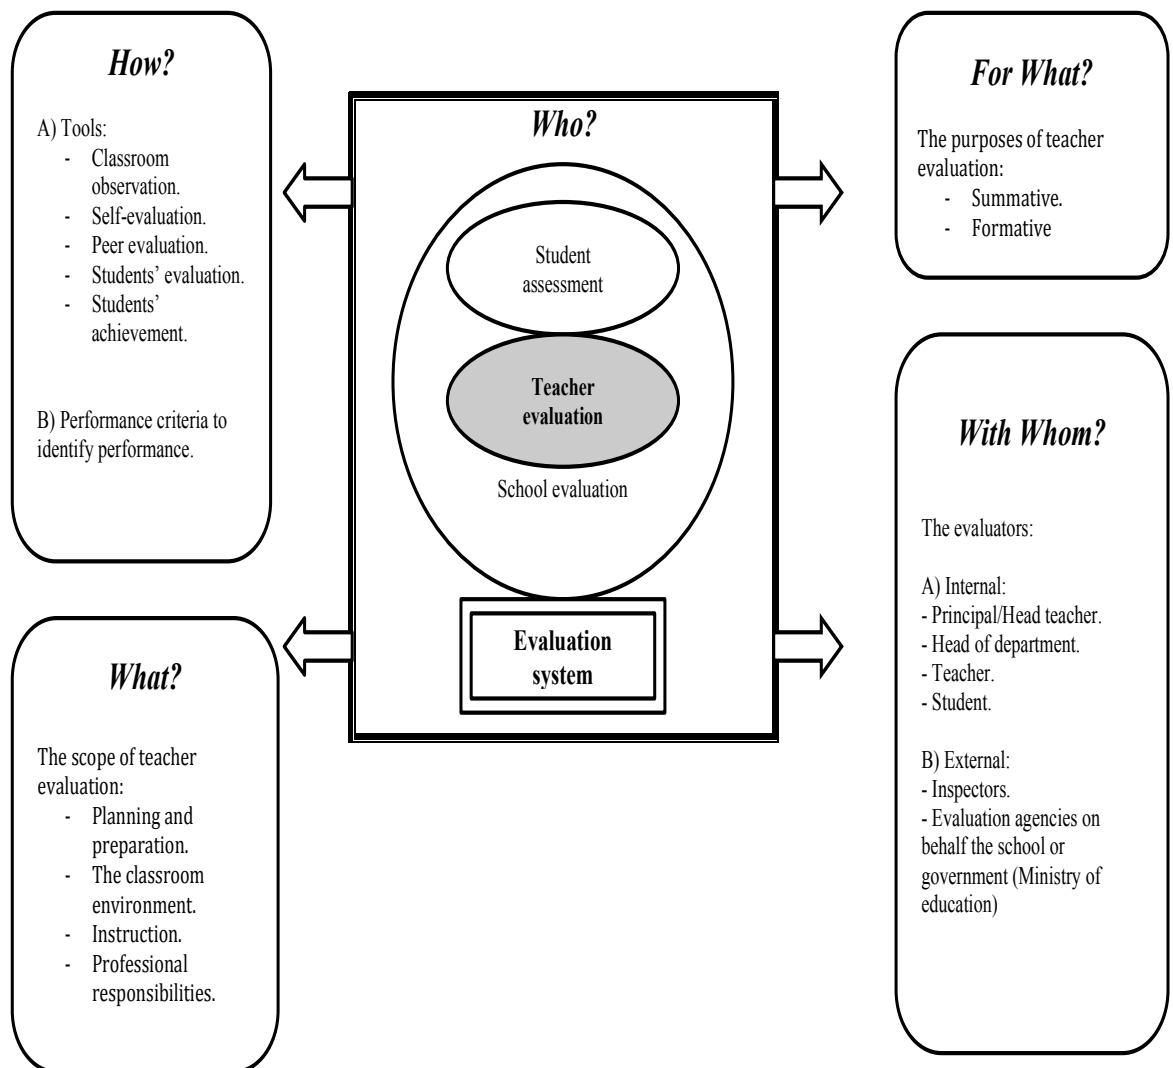 How?
A) Tools:
- Classroom
observation.
- Self-evaluation.
- Peer evaluation.
- Students’ evaluation.
- Students’
achievement.
B) Performance criteria to
identify performance.
What?
The scope of teacher
evaluation:
- Planning and
preparation.
- The classroom
environment.
- Instruction.
- Professional
responsibilities.
Who?
Student
assessment
Teacher
evaluation
School evaluation
Evaluation
system
For What?
The purposes of teacher
evaluation:
- Summative.
- Formative
With Whom?
The evaluators:
A) Internal:
- Principal/Head teacher.
- Head of department.
- Teacher.
- Student.
B) External:
- Inspectors.
- Evaluation agencies on
behalf the school or
government (Ministry of
education)